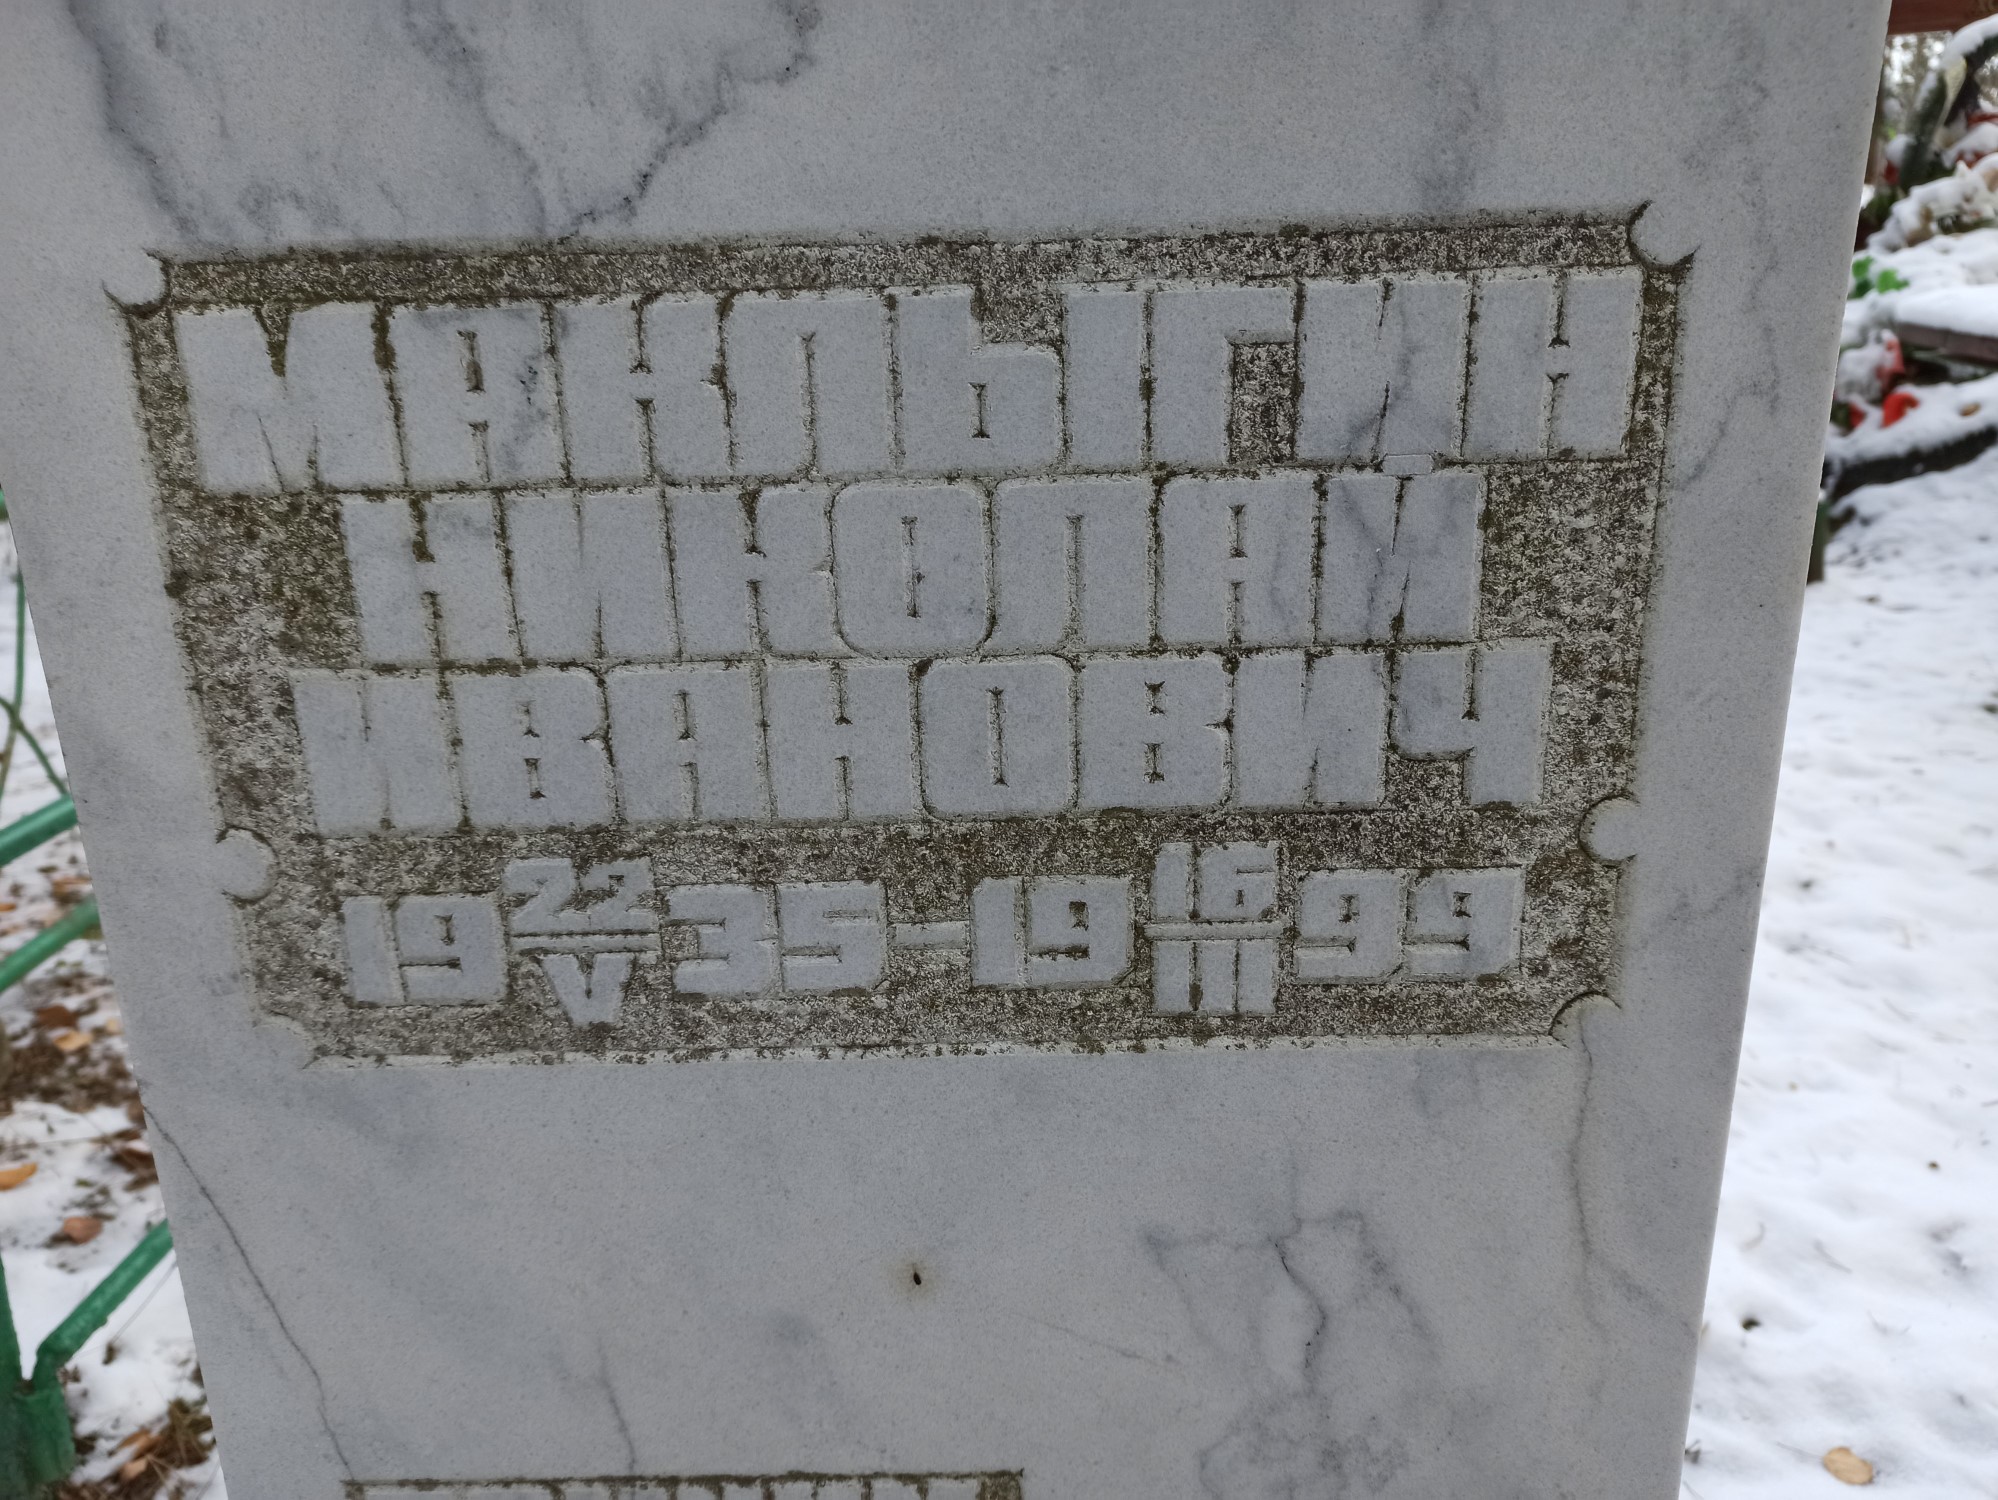 МАКЛЫГИН
НИКОЛАЙ
ИВАНОВИЧ
19 22/V 35 – 19 16/III 99